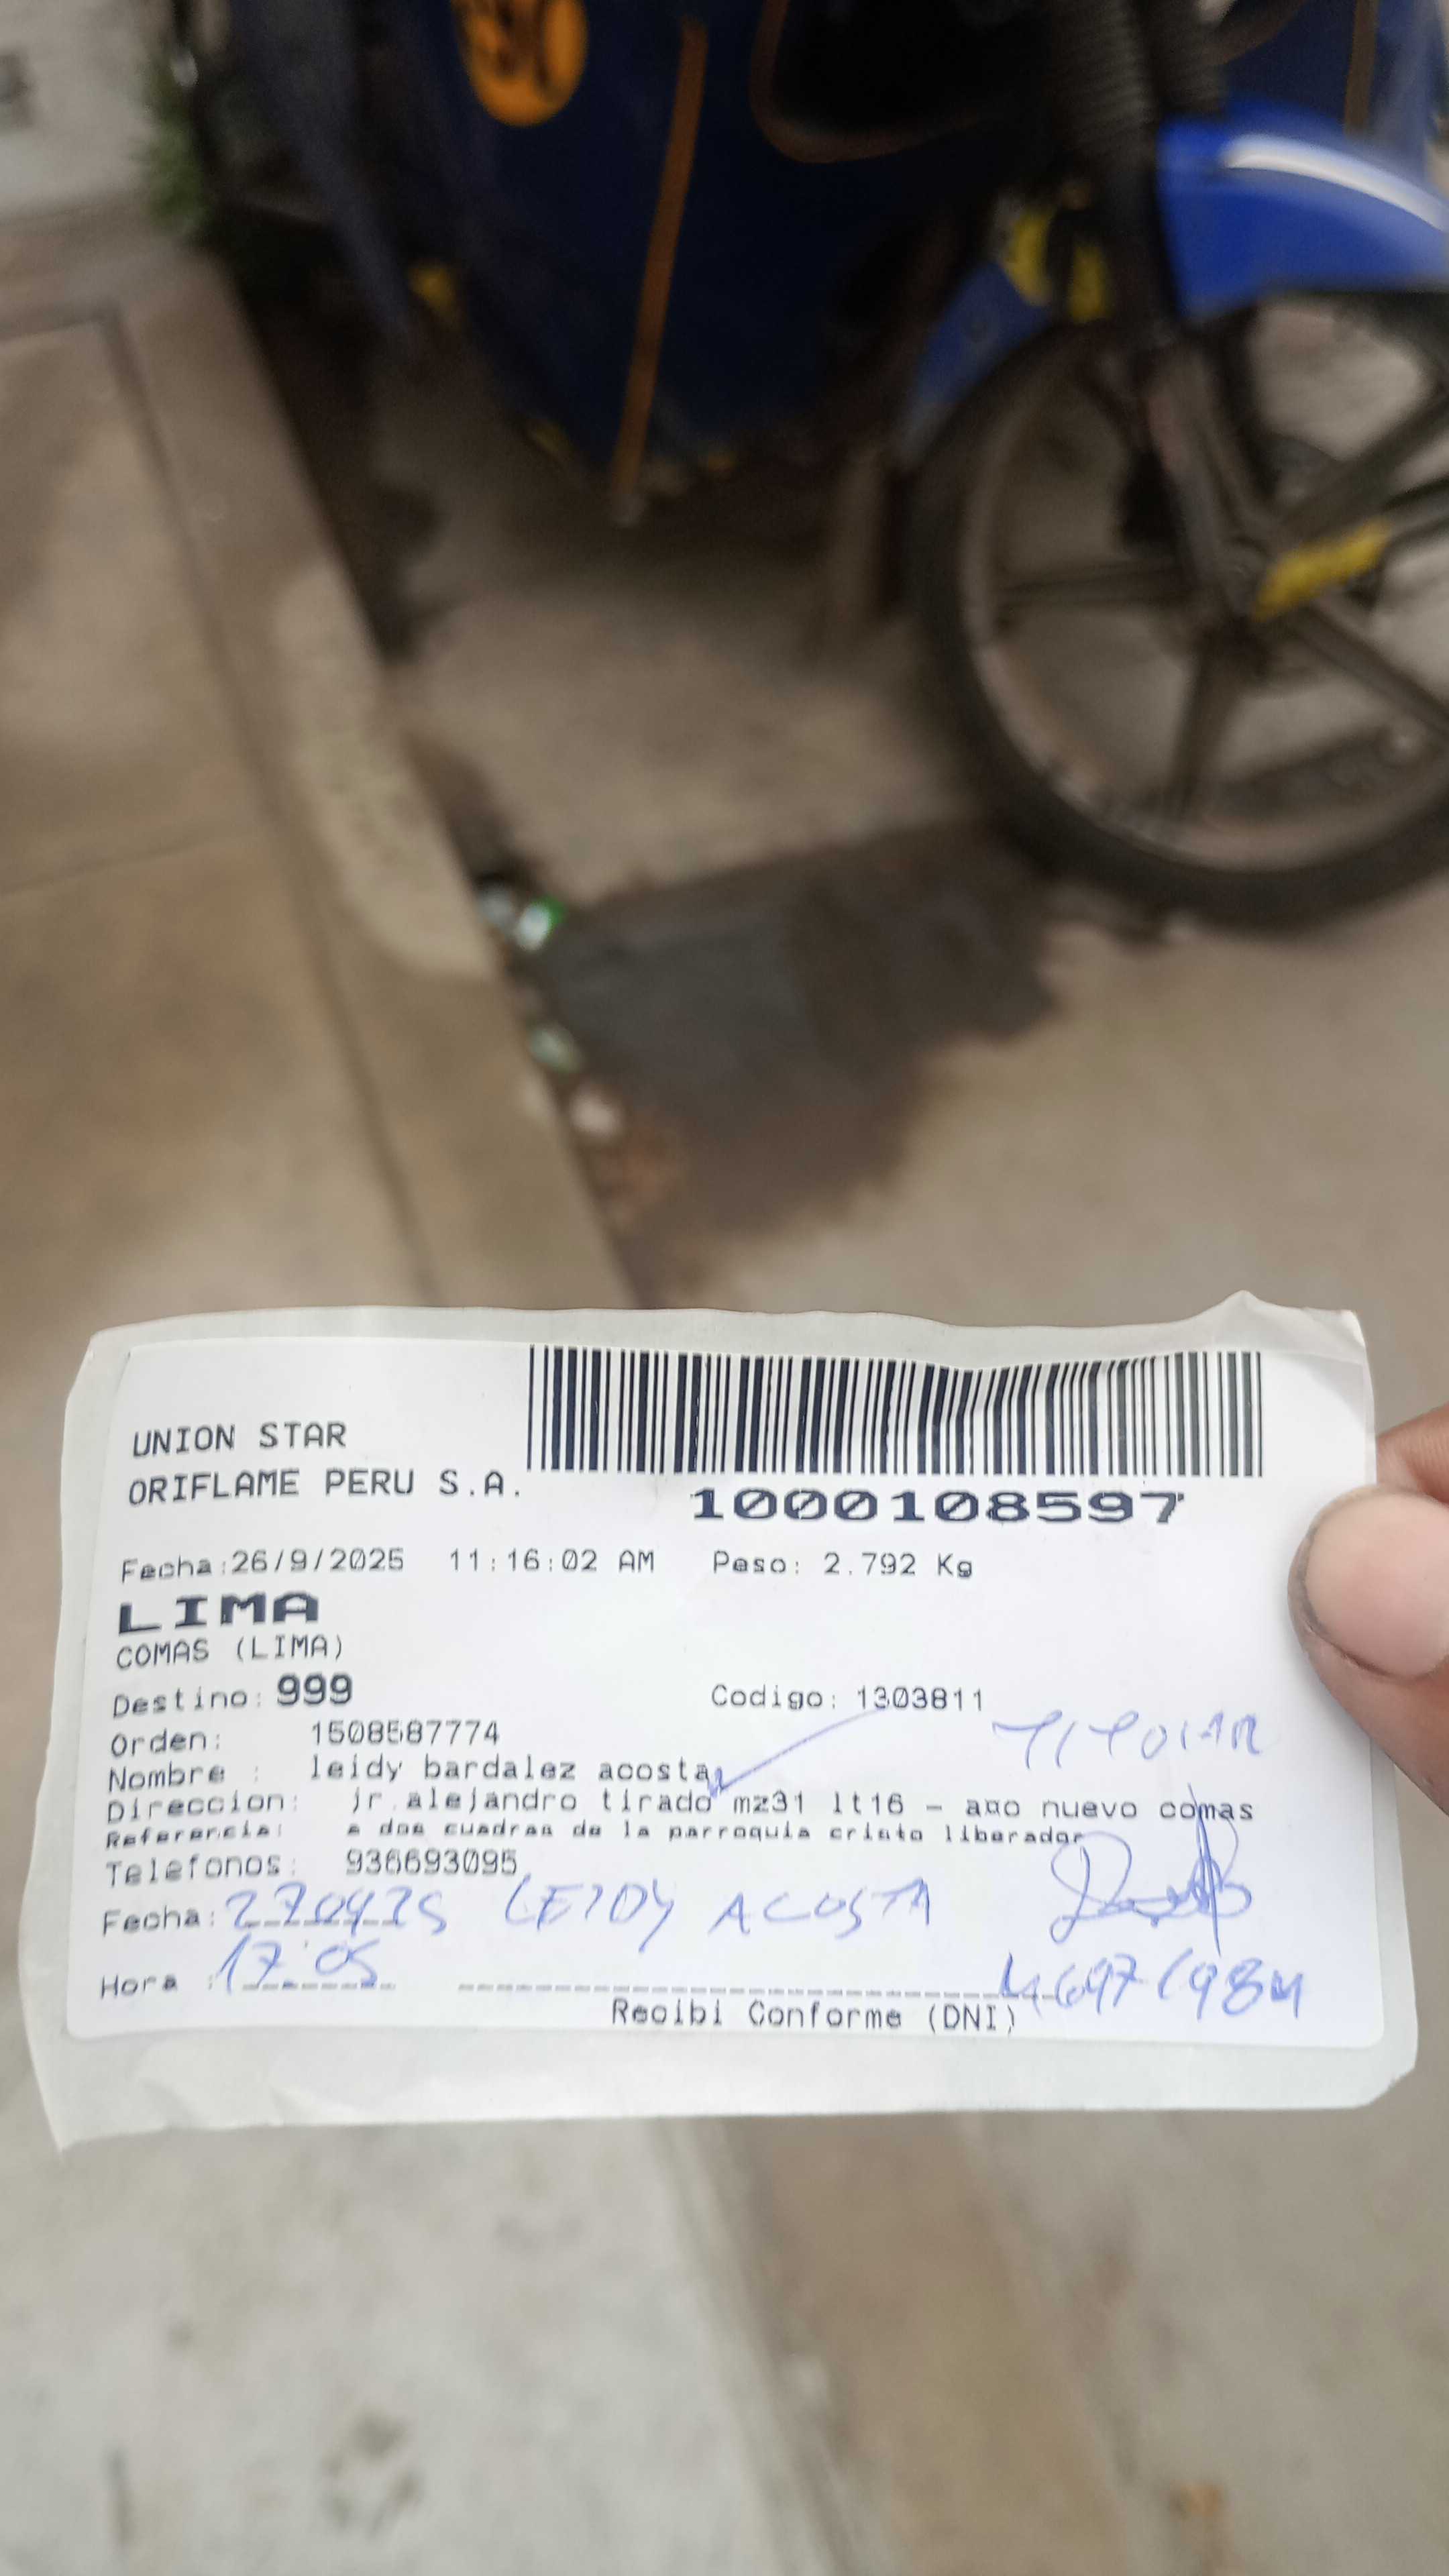 UNION STAR
ORIFLAME PERU S.A.
1000108597
Fecha:26/9/2025 11:16:02 AM Peso: 2.792 Kg
LIMA
COMAS (LIMA)
Destino: 999 Codigo: 1303811
Orden: 1508587774 TITULAR
Nombre : leidy bardalez acosta
Direccion: jr.alejandro tirado mz31 lt16 - aÑo nuevo comas
Referencia: a dos cuadras de la parroquia cristo liberador
Telefonos: 936693095
Fecha: 270925 LEIDY ACOSTA
Hora : 17:05
Recibi Conforme (DNI)